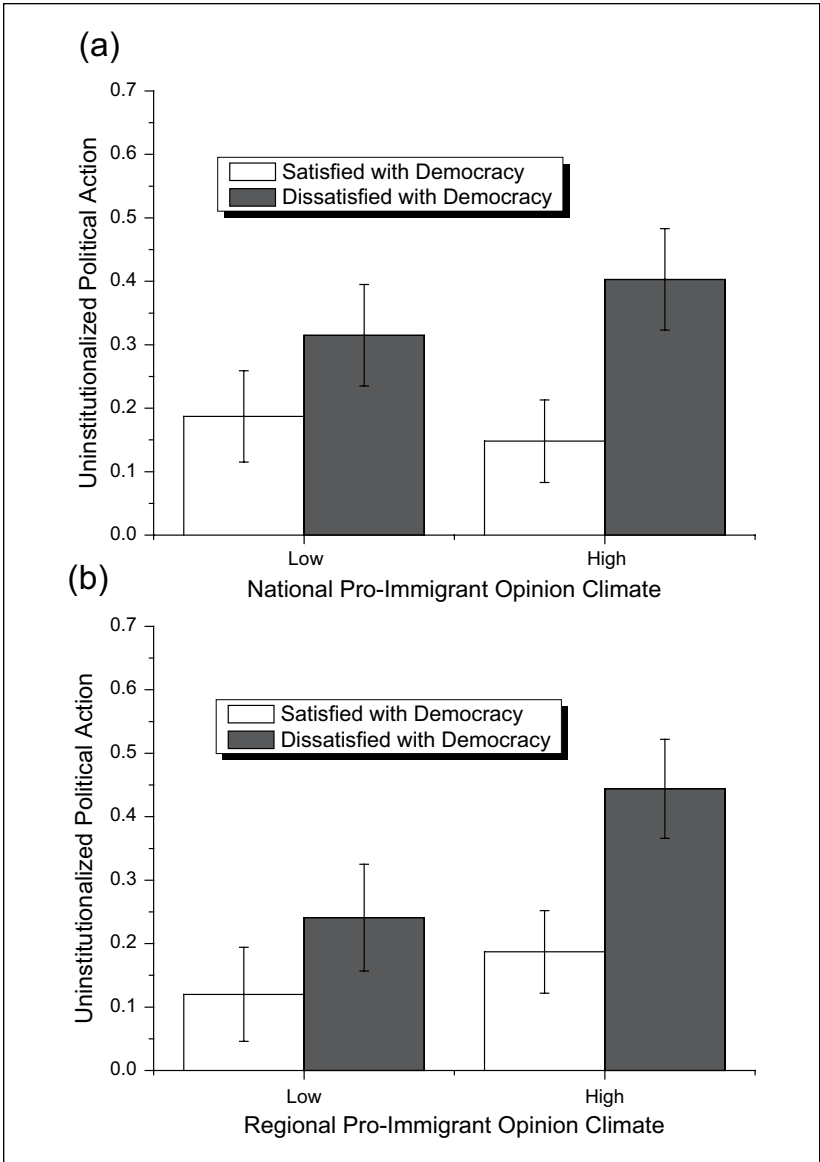 (a)
0.7
0.6
0.5
0.4
0.3
0.2
0.1
0.0
Uninstitutionalized Political Action
Satisfied with Democracy
Dissatisfied with Democracy
Low
High
National Pro-Immigrant Opinion Climate
(b)
0.7
0.6
0.5
0.4
0.3
0.2
0.1
0.0
Uninstitutionalized Political Action
Satisfied with Democracy
Dissatisfied with Democracy
Low
High
Regional Pro-Immigrant Opinion Climate